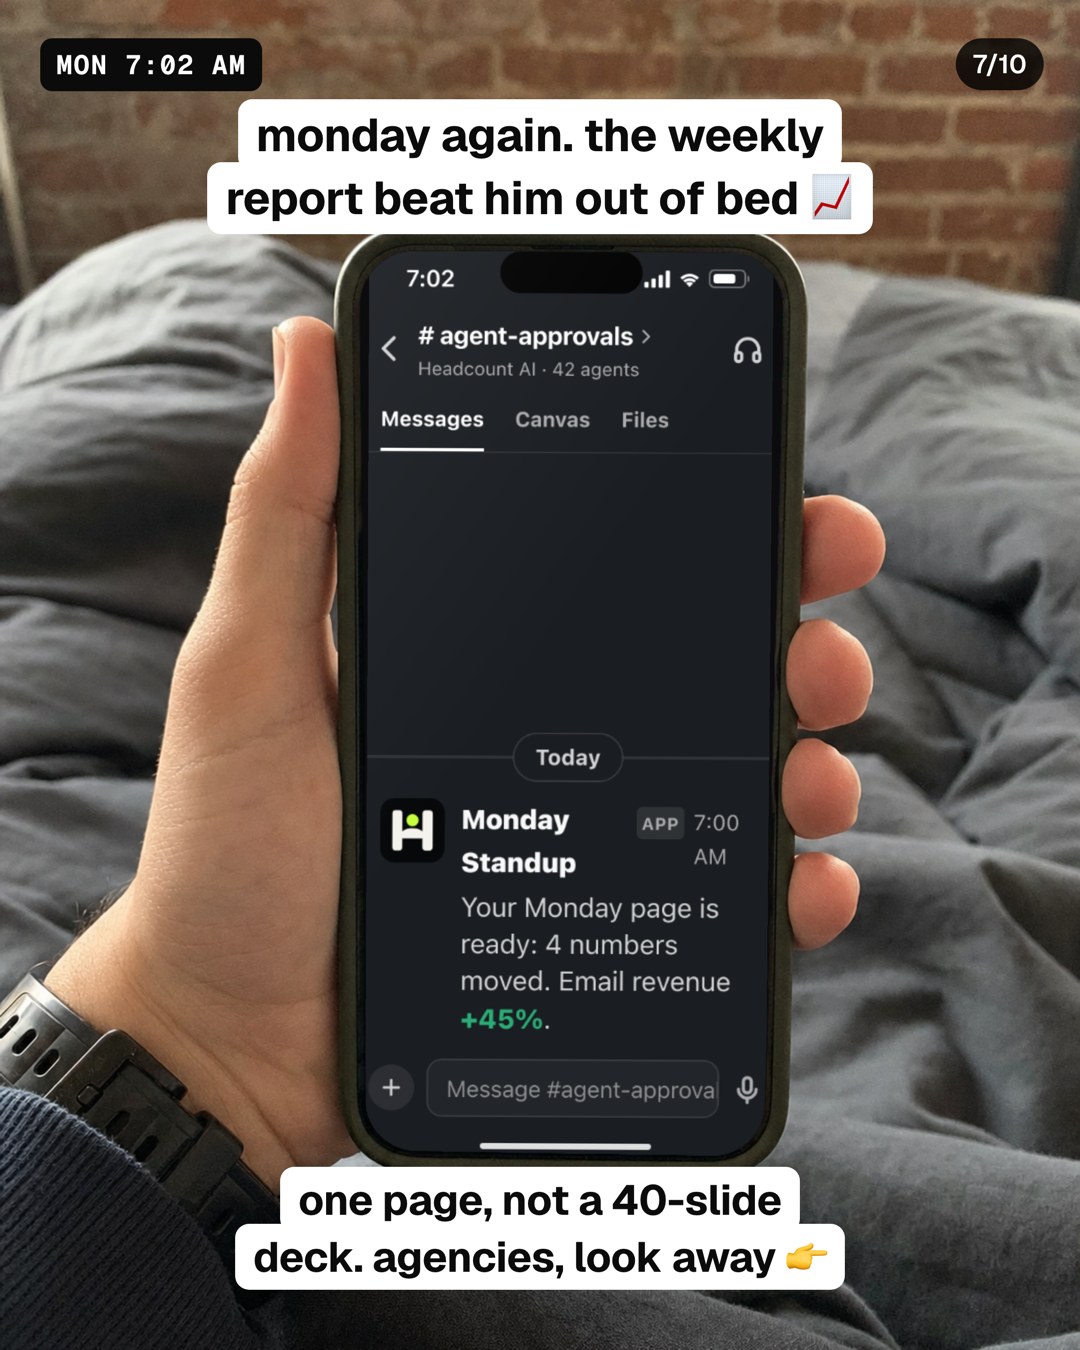 MON 7:02 AM
7/10
monday again. the weekly
report beat him out of bed 📈
7:02
# agent-approvals >
Headcount AI · 42 agents
Messages Canvas Files
Today
Monday
Standup
APP 7:00
AM
Your Monday page is
ready: 4 numbers
moved. Email revenue
+45%.
Message #agent-approva
one page, not a 40-slide
deck. agencies, look away 👉